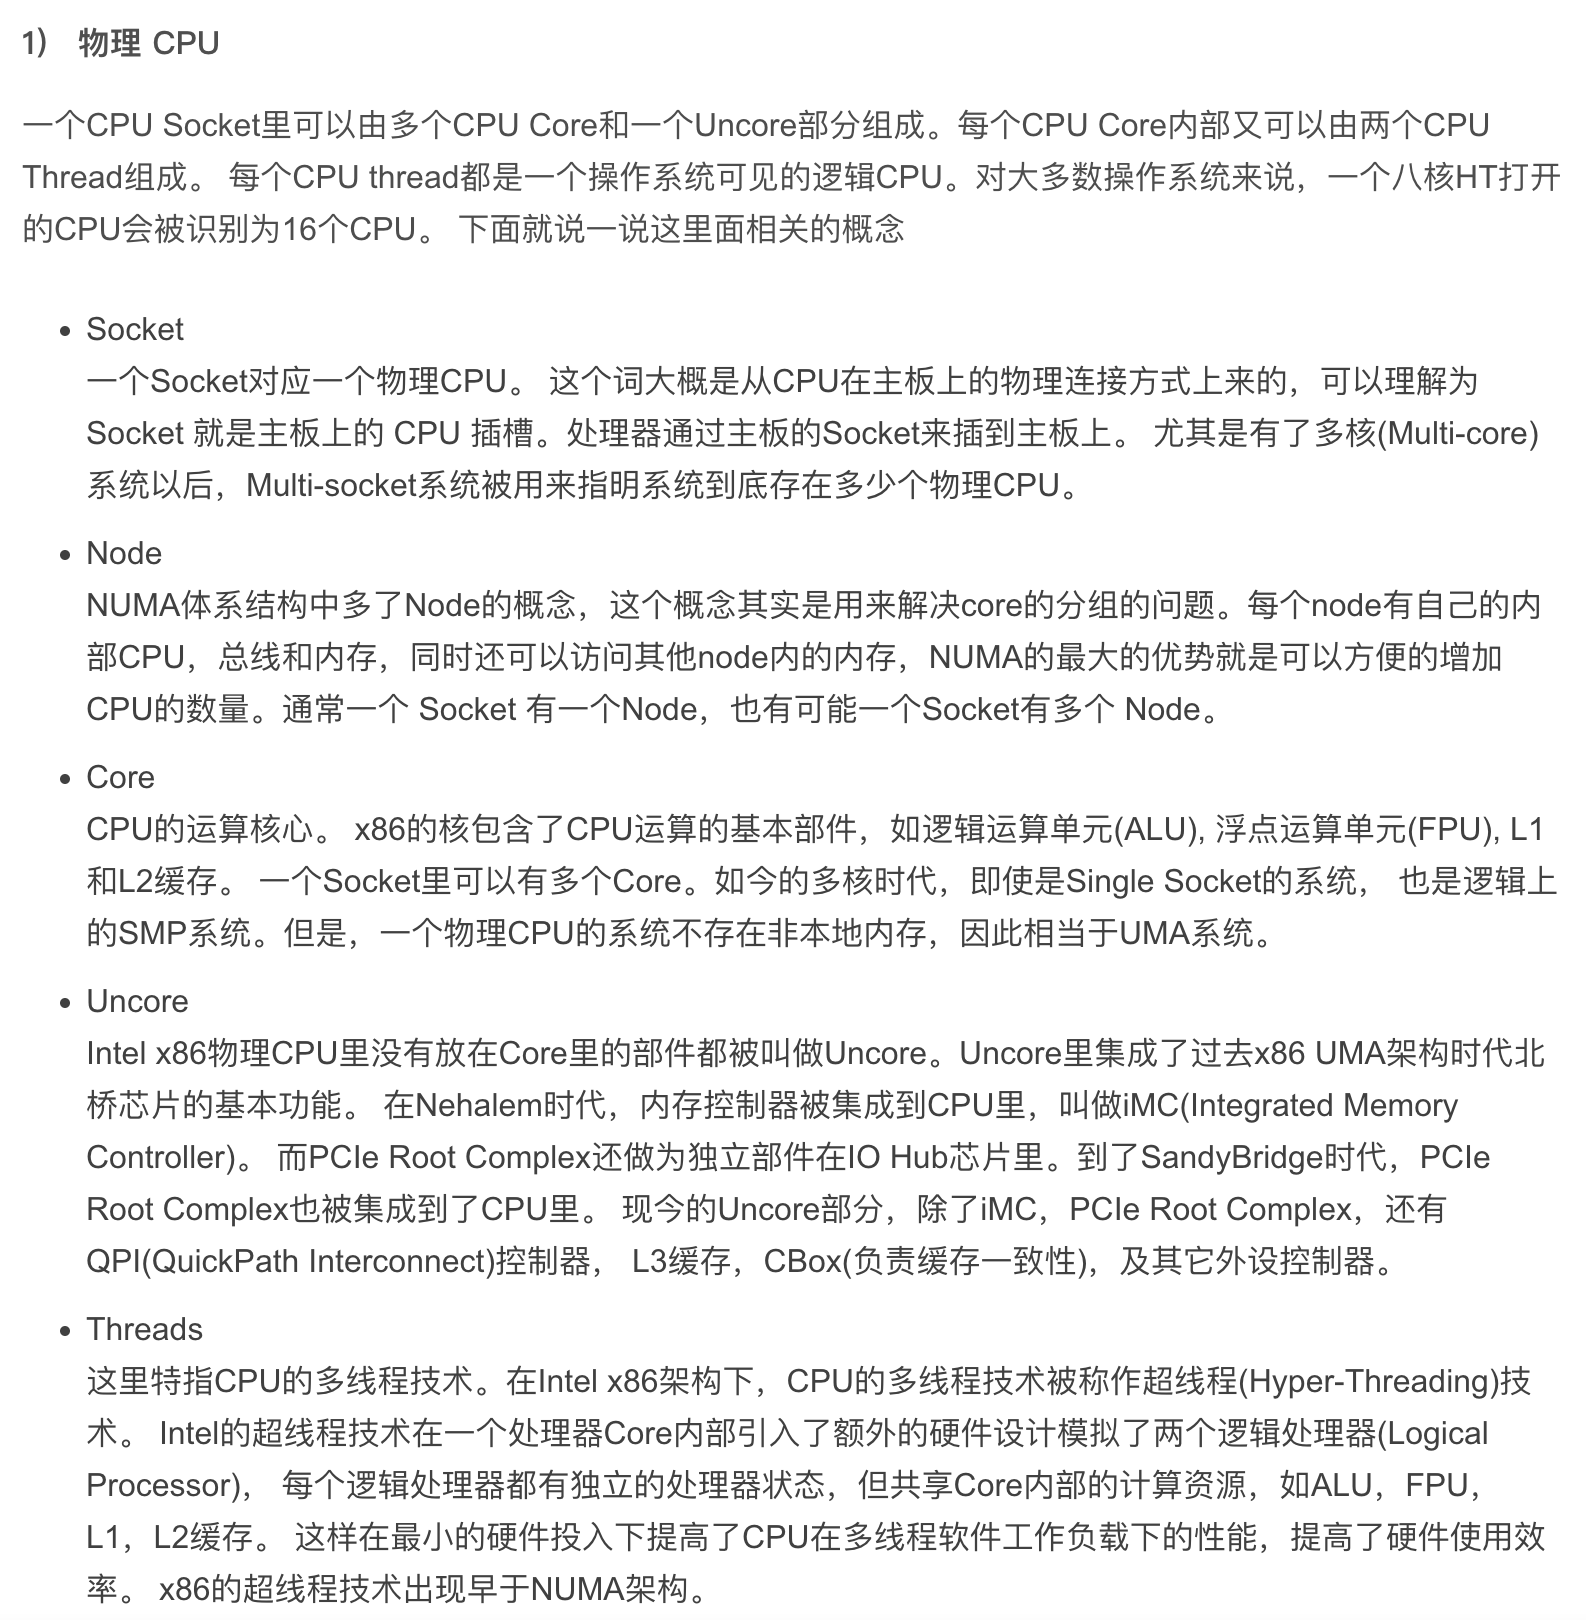 1) 物理 CPU
一个CPU Socket里可以由多个CPU Core和一个Uncore部分组成。每个CPU Core内部又可以由两个CPU
Thread组成。 每个CPU thread都是一个操作系统可见的逻辑CPU。对大多数操作系统来说，一个八核HT打开
的CPU会被识别为16个CPU。 下面就说一说这里面相关的概念
• Socket
一个Socket对应一个物理CPU。 这个词大概是从CPU在主板上的物理连接方式上来的，可以理解为
Socket 就是主板上的 CPU 插槽。处理器通过主板的Socket来插到主板上。 尤其是有了多核(Multi-core)
系统以后，Multi-socket系统被用来指明系统到底存在多少个物理CPU。
• Node
NUMA体系结构中多了Node的概念，这个概念其实是用来解决core的分组的问题。每个node有自己的内
部CPU，总线和内存，同时还可以访问其他node内的内存，NUMA的最大的优势就是可以方便的增加
CPU的数量。通常一个 Socket 有一个Node，也有可能一个Socket有多个 Node。
• Core
CPU的运算核心。 x86的核包含了CPU运算的基本部件，如逻辑运算单元(ALU), 浮点运算单元(FPU), L1
和L2缓存。 一个Socket里可以有多个Core。如今的多核时代，即使是Single Socket的系统， 也是逻辑上
的SMP系统。但是，一个物理CPU的系统不存在非本地内存，因此相当于UMA系统。
• Uncore
Intel x86物理CPU里没有放在Core里的部件都被叫做Uncore。Uncore里集成了过去x86 UMA架构时代北
桥芯片的基本功能。 在Nehalem时代，内存控制器被集成到CPU里，叫做iMC(Integrated Memory
Controller)。 而PCIe Root Complex还做为独立部件在IO Hub芯片里。到了SandyBridge时代，PCIe
Root Complex也被集成到了CPU里。 现今的Uncore部分，除了iMC，PCIe Root Complex，还有
QPI(QuickPath Interconnect)控制器， L3缓存，CBox(负责缓存一致性)，及其它外设控制器。
• Threads
这里特指CPU的多线程技术。在Intel x86架构下，CPU的多线程技术被称作超线程(Hyper-Threading)技
术。 Intel的超线程技术在一个处理器Core内部引入了额外的硬件设计模拟了两个逻辑处理器(Logical
Processor)， 每个逻辑处理器都有独立的处理器状态，但共享Core内部的计算资源，如ALU，FPU，
L1，L2缓存。 这样在最小的硬件投入下提高了CPU在多线程软件工作负载下的性能，提高了硬件使用效
率。 x86的超线程技术出现早于NUMA架构。